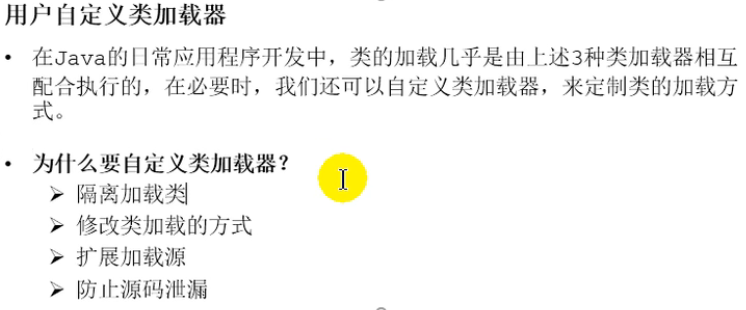 用户自定义类加载器
• 在Java的日常应用程序开发中，类的加载几乎是由上述3种类加载器相互
配合执行的，在必要时，我们还可以自定义类加载器，来定制类的加载方
式。
• 为什么要自定义类加载器？
➢ 隔离加载类
➢ 修改类加载的方式
➢ 扩展加载源
➢ 防止源码泄漏